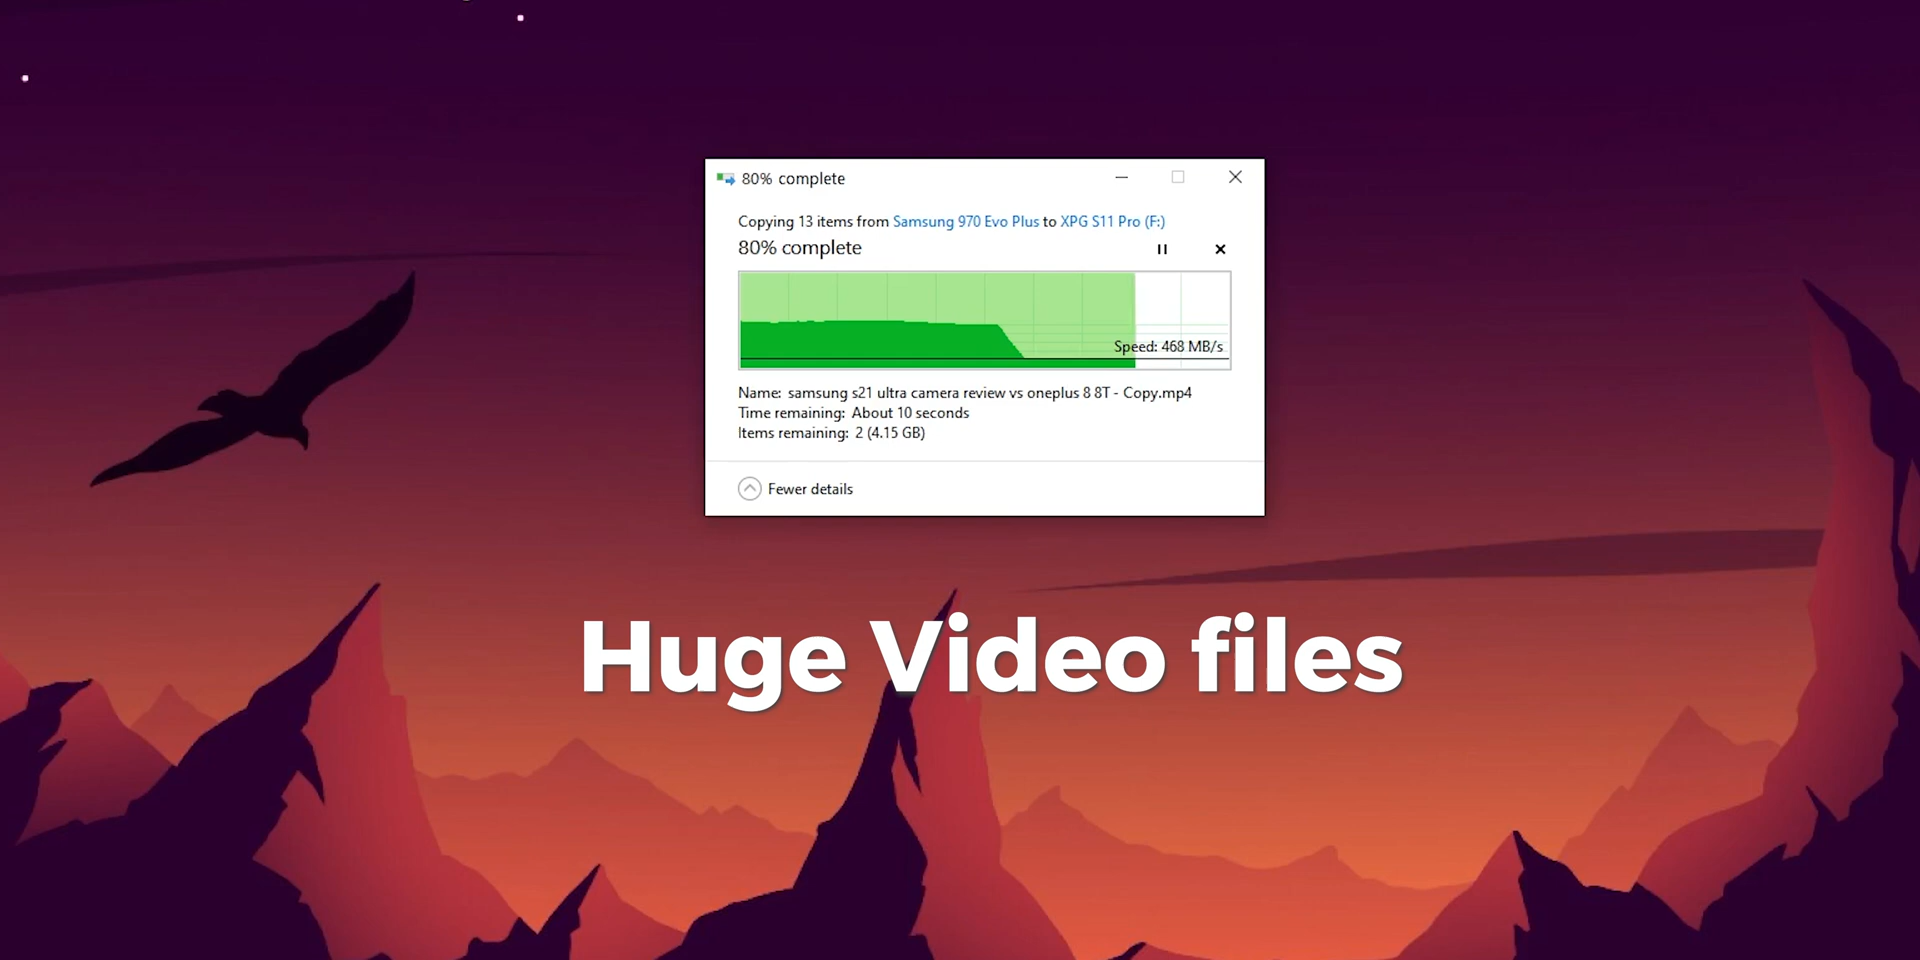 80% complete
Copying 13 items from Samsung 970 Evo Plus to XPG S11 Pro (F:)
80% complete
Speed: 468 MB/s
Name: samsung s21 ultra camera review vs oneplus 8 8T - Copy.mp4
Time remaining: About 10 seconds
Items remaining: 2 (4.15 GB)
Fewer details
Huge Video files